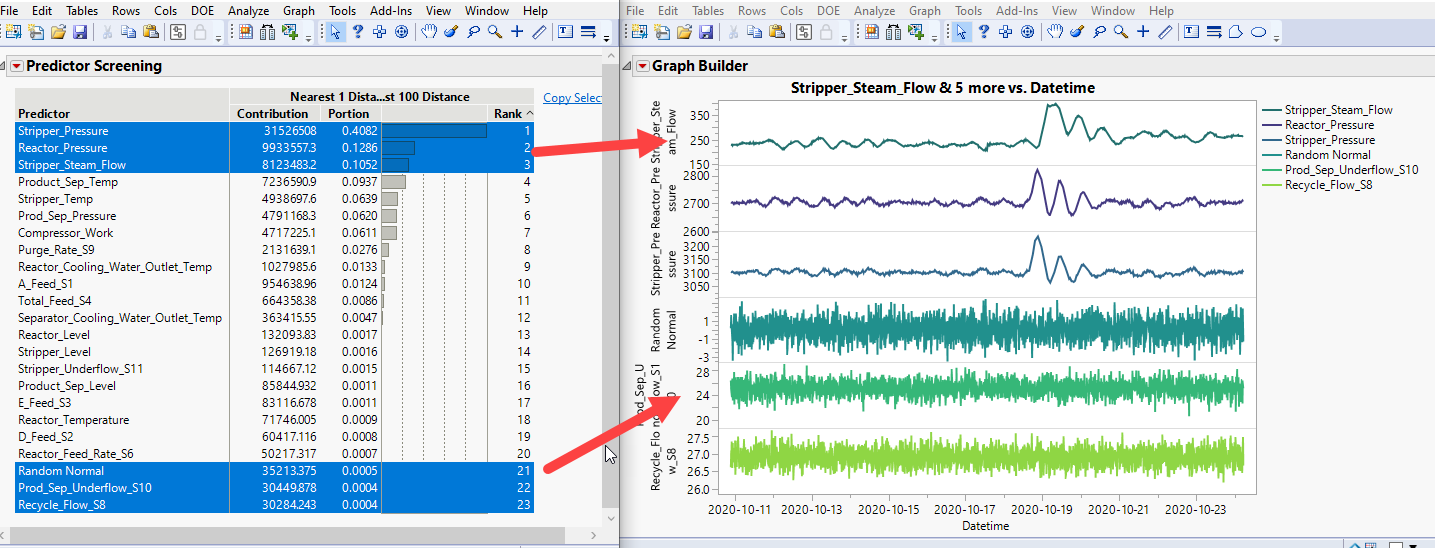 File Edit Tables Rows Cols DOE Analyze Graph Tools Add-Ins View Window Help
Predictor Screening
Nearest 1 Dista...st 100 Distance
Copy Selec
Predictor Contribution Portion Rank
Stripper_Pressure 31526508 0.4082 1
Reactor_Pressure 9933557.3 0.1286 2
Stripper_Steam_Flow 8123483.2 0.1052 3
Product_Sep_Temp 7236590.9 0.0937 4
Stripper_Temp 4938697.6 0.0639 5
Prod_Sep_Pressure 4791168.3 0.0620 6
Compressor_Work 4717225.1 0.0611 7
Purge_Rate_S9 2131639.1 0.0276 8
Reactor_Cooling_Water_Outlet_Temp 1027985.6 0.0133 9
A_Feed_S1 954638.96 0.0124 10
Total_Feed_S4 664358.38 0.0086 11
Separator_Cooling_Water_Outlet_Temp 363415.55 0.0047 12
Reactor_Level 132093.83 0.0017 13
Stripper_Level 126919.18 0.0016 14
Stripper_Underflow_S11 114667.12 0.0015 15
Product_Sep_Level 85844.932 0.0011 16
E_Feed_S3 83116.678 0.0011 17
Reactor_Temperature 71746.005 0.0009 18
D_Feed_S2 60417.116 0.0008 19
Reactor_Feed_Rate_S6 50217.317 0.0007 20
Random Normal 35213.375 0.0005 21
Prod_Sep_Underflow_S10 30449.878 0.0004 22
Recycle_Flow_S8 30284.243 0.0004 23
File Edit Tables Rows Cols DOE Analyze Graph Tools Add-Ins View Window Help
Graph Builder
Stripper_Steam_Flow & 5 more vs. Datetime
Stripper_Ste
am_Flow
350
250
150
Reactor_Pre
ssure
2800
2700
2600
Stripper_Pre
ssure
3200
3150
3100
3050
Random
Normal
1
-1
-3
Prod_Sep_U
ow_S1
28
24
20
Recycle_Flo
w_S8
27.5
27.0
26.5
26.0
2020-10-11 2020-10-13 2020-10-15 2020-10-17 2020-10-19 2020-10-21 2020-10-23
Datetime
Stripper_Steam_Flow
Reactor_Pressure
Stripper_Pressure
Random Normal
Prod_Sep_Underflow_S10
Recycle_Flow_S8